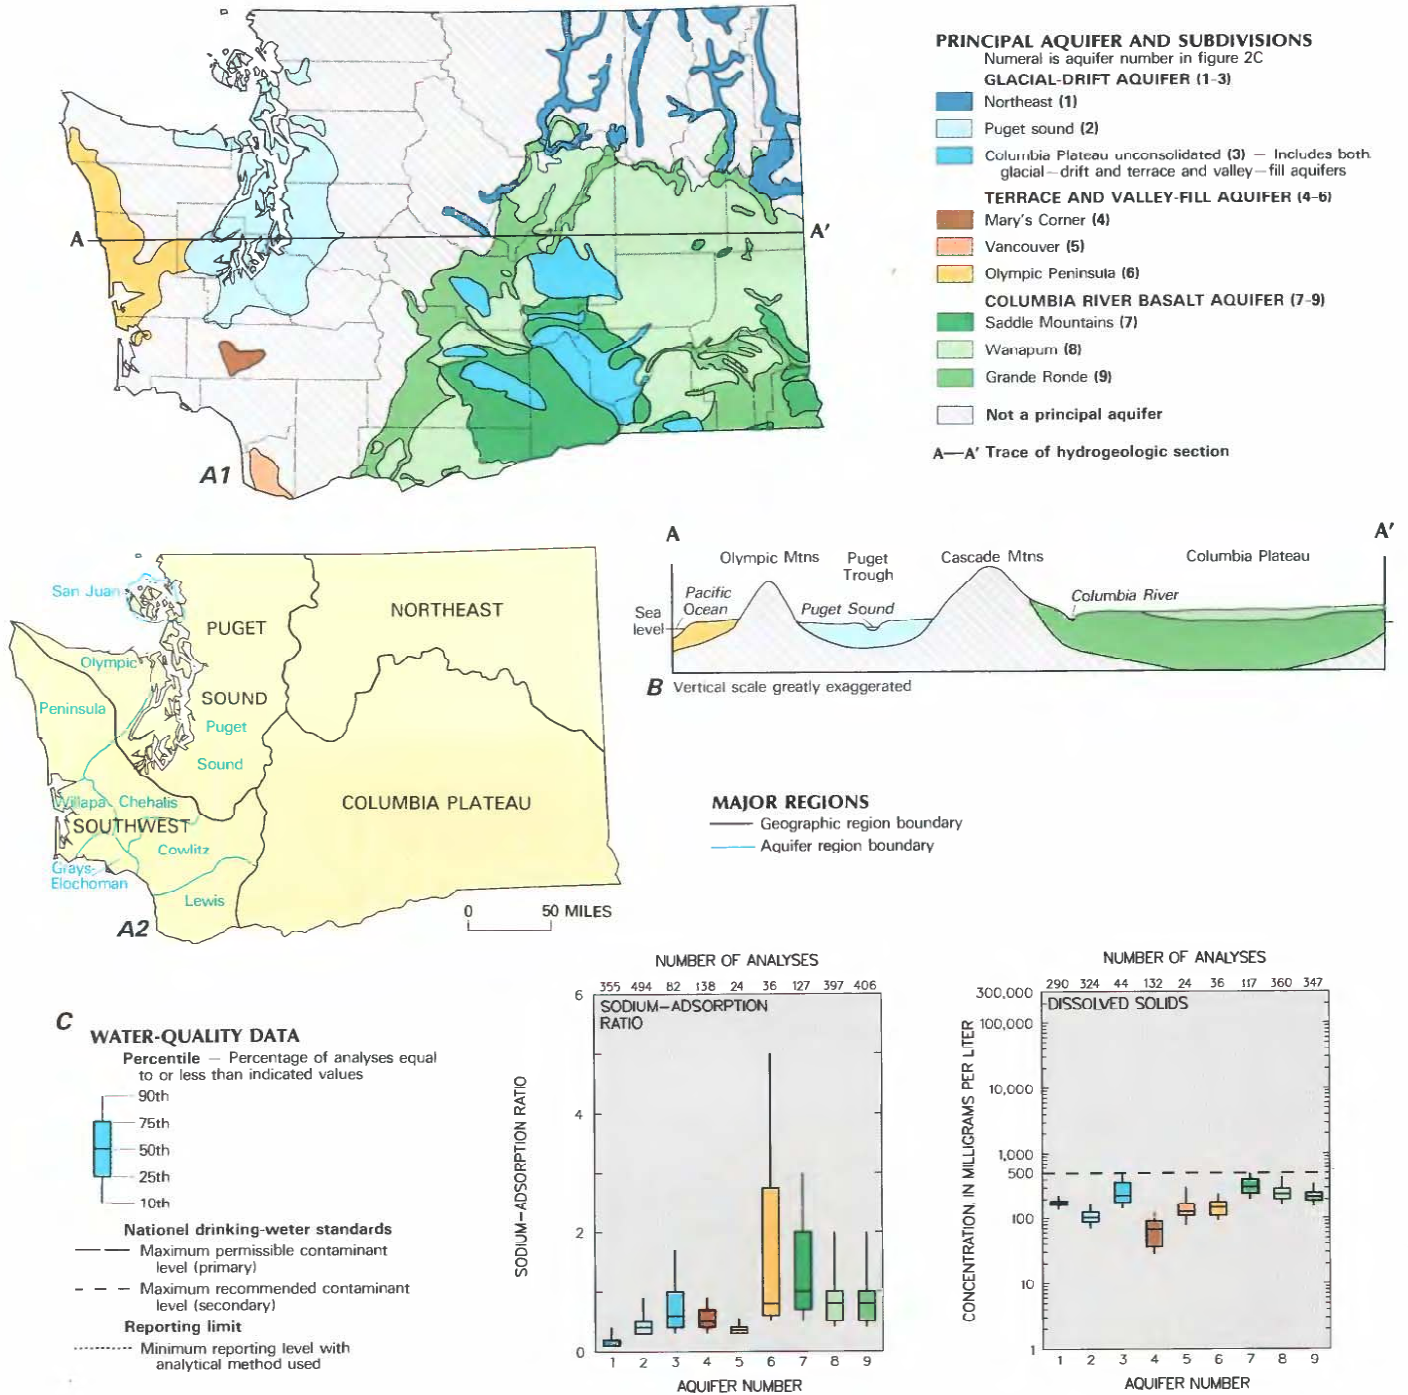 PRINCIPAL AQUIFER AND SUBDIVISIONS
Numeral is aquifer number in figure 2C
GLACIAL-DRIFT AQUIFER (1-3)
Northeast (1)
Puget sound (2)
Columbia Plateau unconsolidated (3) — Includes both
glacial—drift and terrace and valley—fill aquifers
TERRACE AND VALLEY-FILL AQUIFER (4-6)
Mary's Corner (4)
Vancouver (5)
Olympic Peninsula (6)
COLUMBIA RIVER BASALT AQUIFER (7-9)
Saddle Mountains (7)
Wanapum (8)
Grande Ronde (9)
Not a principal aquifer
A—A' Trace of hydrogeologic section
A
A'
A1
San Juan
Olympic
Peninsula
PUGET
SOUND
Puget
Sound
NORTHEAST
COLUMBIA PLATEAU
Willapa
Chehalis
SOUTHWEST
Cowlitz
Grays-
Elochoman
Lewis
A2
0 50 MILES
A
A'
Olympic Mtns
Puget
Trough
Cascade Mtns
Columbia Plateau
Pacific
Ocean
Puget Sound
Columbia River
Sea
level
B Vertical scale greatly exaggerated
MAJOR REGIONS
Geographic region boundary
Aquifer region boundary
C
WATER-QUALITY DATA
Percentile — Percentage of analyses equal
to or less than indicated values
90th
75th
50th
25th
10th
Nationel drinking-weter standards
Maximum permissible contaminant
level (primary)
Maximum recommended contaminant
level (secondary)
Reporting limit
Minimum reporting level with
analytical method used
NUMBER OF ANALYSES
355 494 82 138 24 36 127 397 406
SODIUM—ADSORPTION
RATIO
SODIUM—ADSORPTION RATIO
6
4
2
0
1 2 3 4 5 6 7 8 9
AQUIFER NUMBER
NUMBER OF ANALYSES
290 324 44 132 24 36 117 360 347
DISSOLVED SOLIDS
CONCENTRATION, IN MILLIGRAMS PER LITER
300,000
100,000
10,000
1,000
500
100
10
1
1 2 3 4 5 6 7 8 9
AQUIFER NUMBER